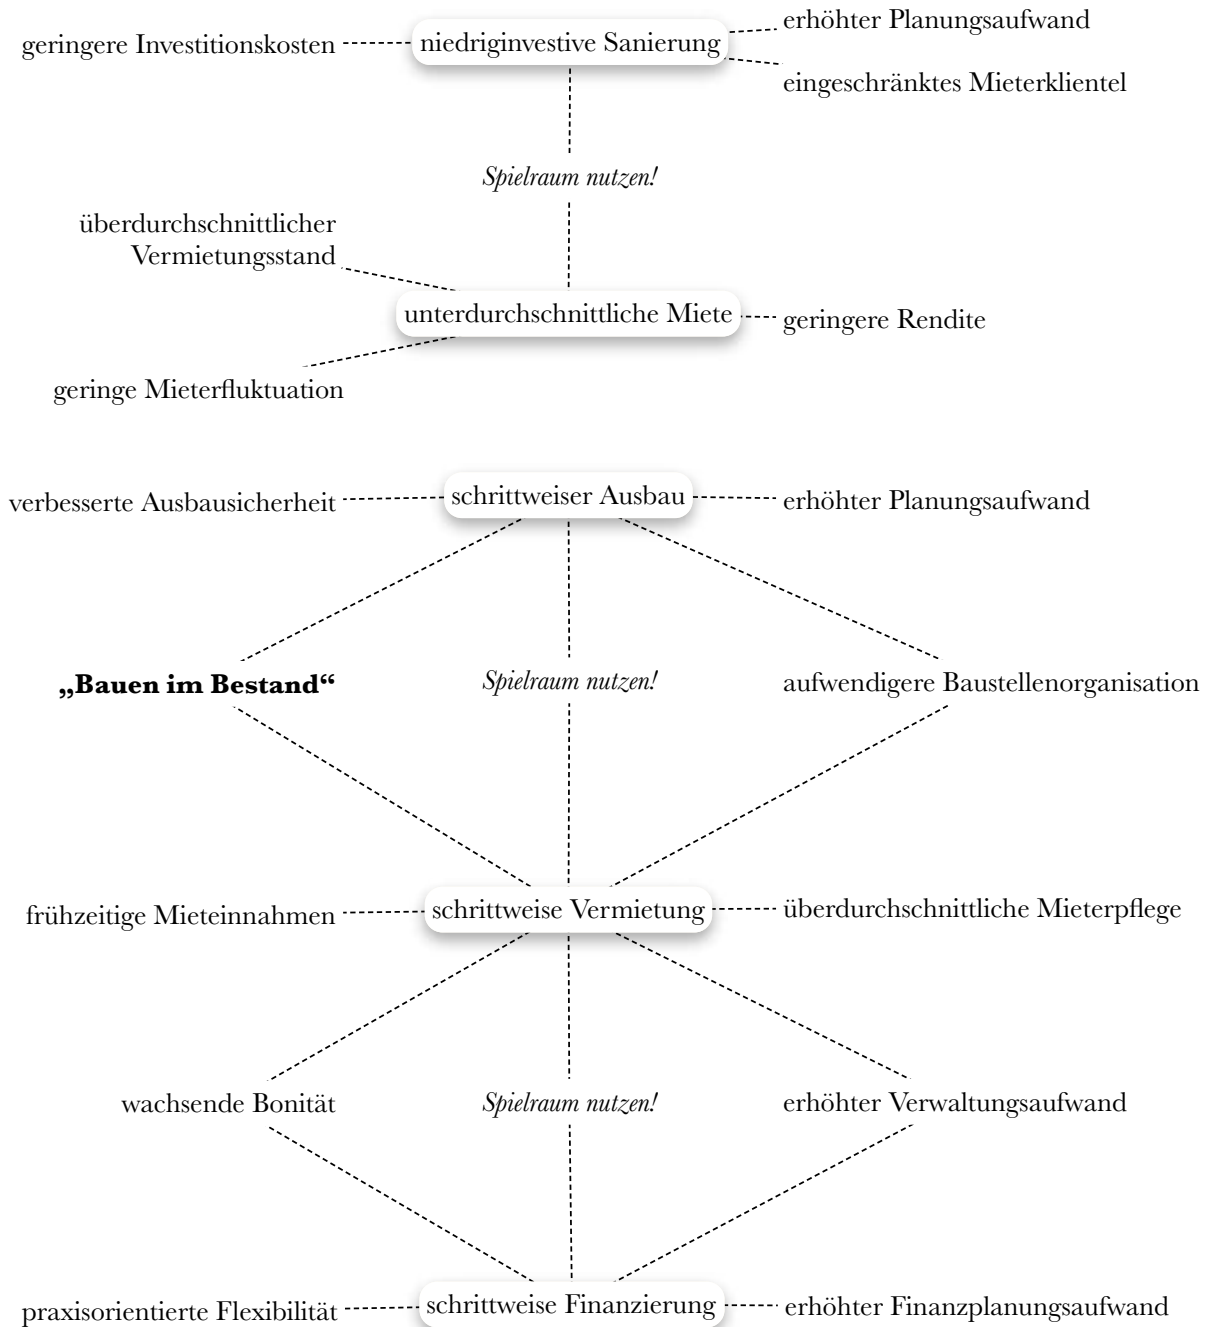 erhöhter Planungsaufwand
geringere Investitionskosten
niedriginvestive Sanierung
eingeschränktes Mieterklientel
Spielraum nutzen!
überdurchschnittlicher
Vermietungsstand
unterdurchschnittliche Miete
geringere Rendite
geringe Mieterfluktuation
verbesserte Ausbausicherheit
schrittweiser Ausbau
erhöhter Planungsaufwand
„Bauen im Bestand“
Spielraum nutzen!
aufwendigere Baustellenorganisation
frühzeitige Mieteinnahmen
schrittweise Vermietung
überdurchschnittliche Mieterpflege
wachsende Bonität
Spielraum nutzen!
erhöhter Verwaltungsaufwand
praxisorientierte Flexibilität
schrittweise Finanzierung
erhöhter Finanzplanungsaufwand